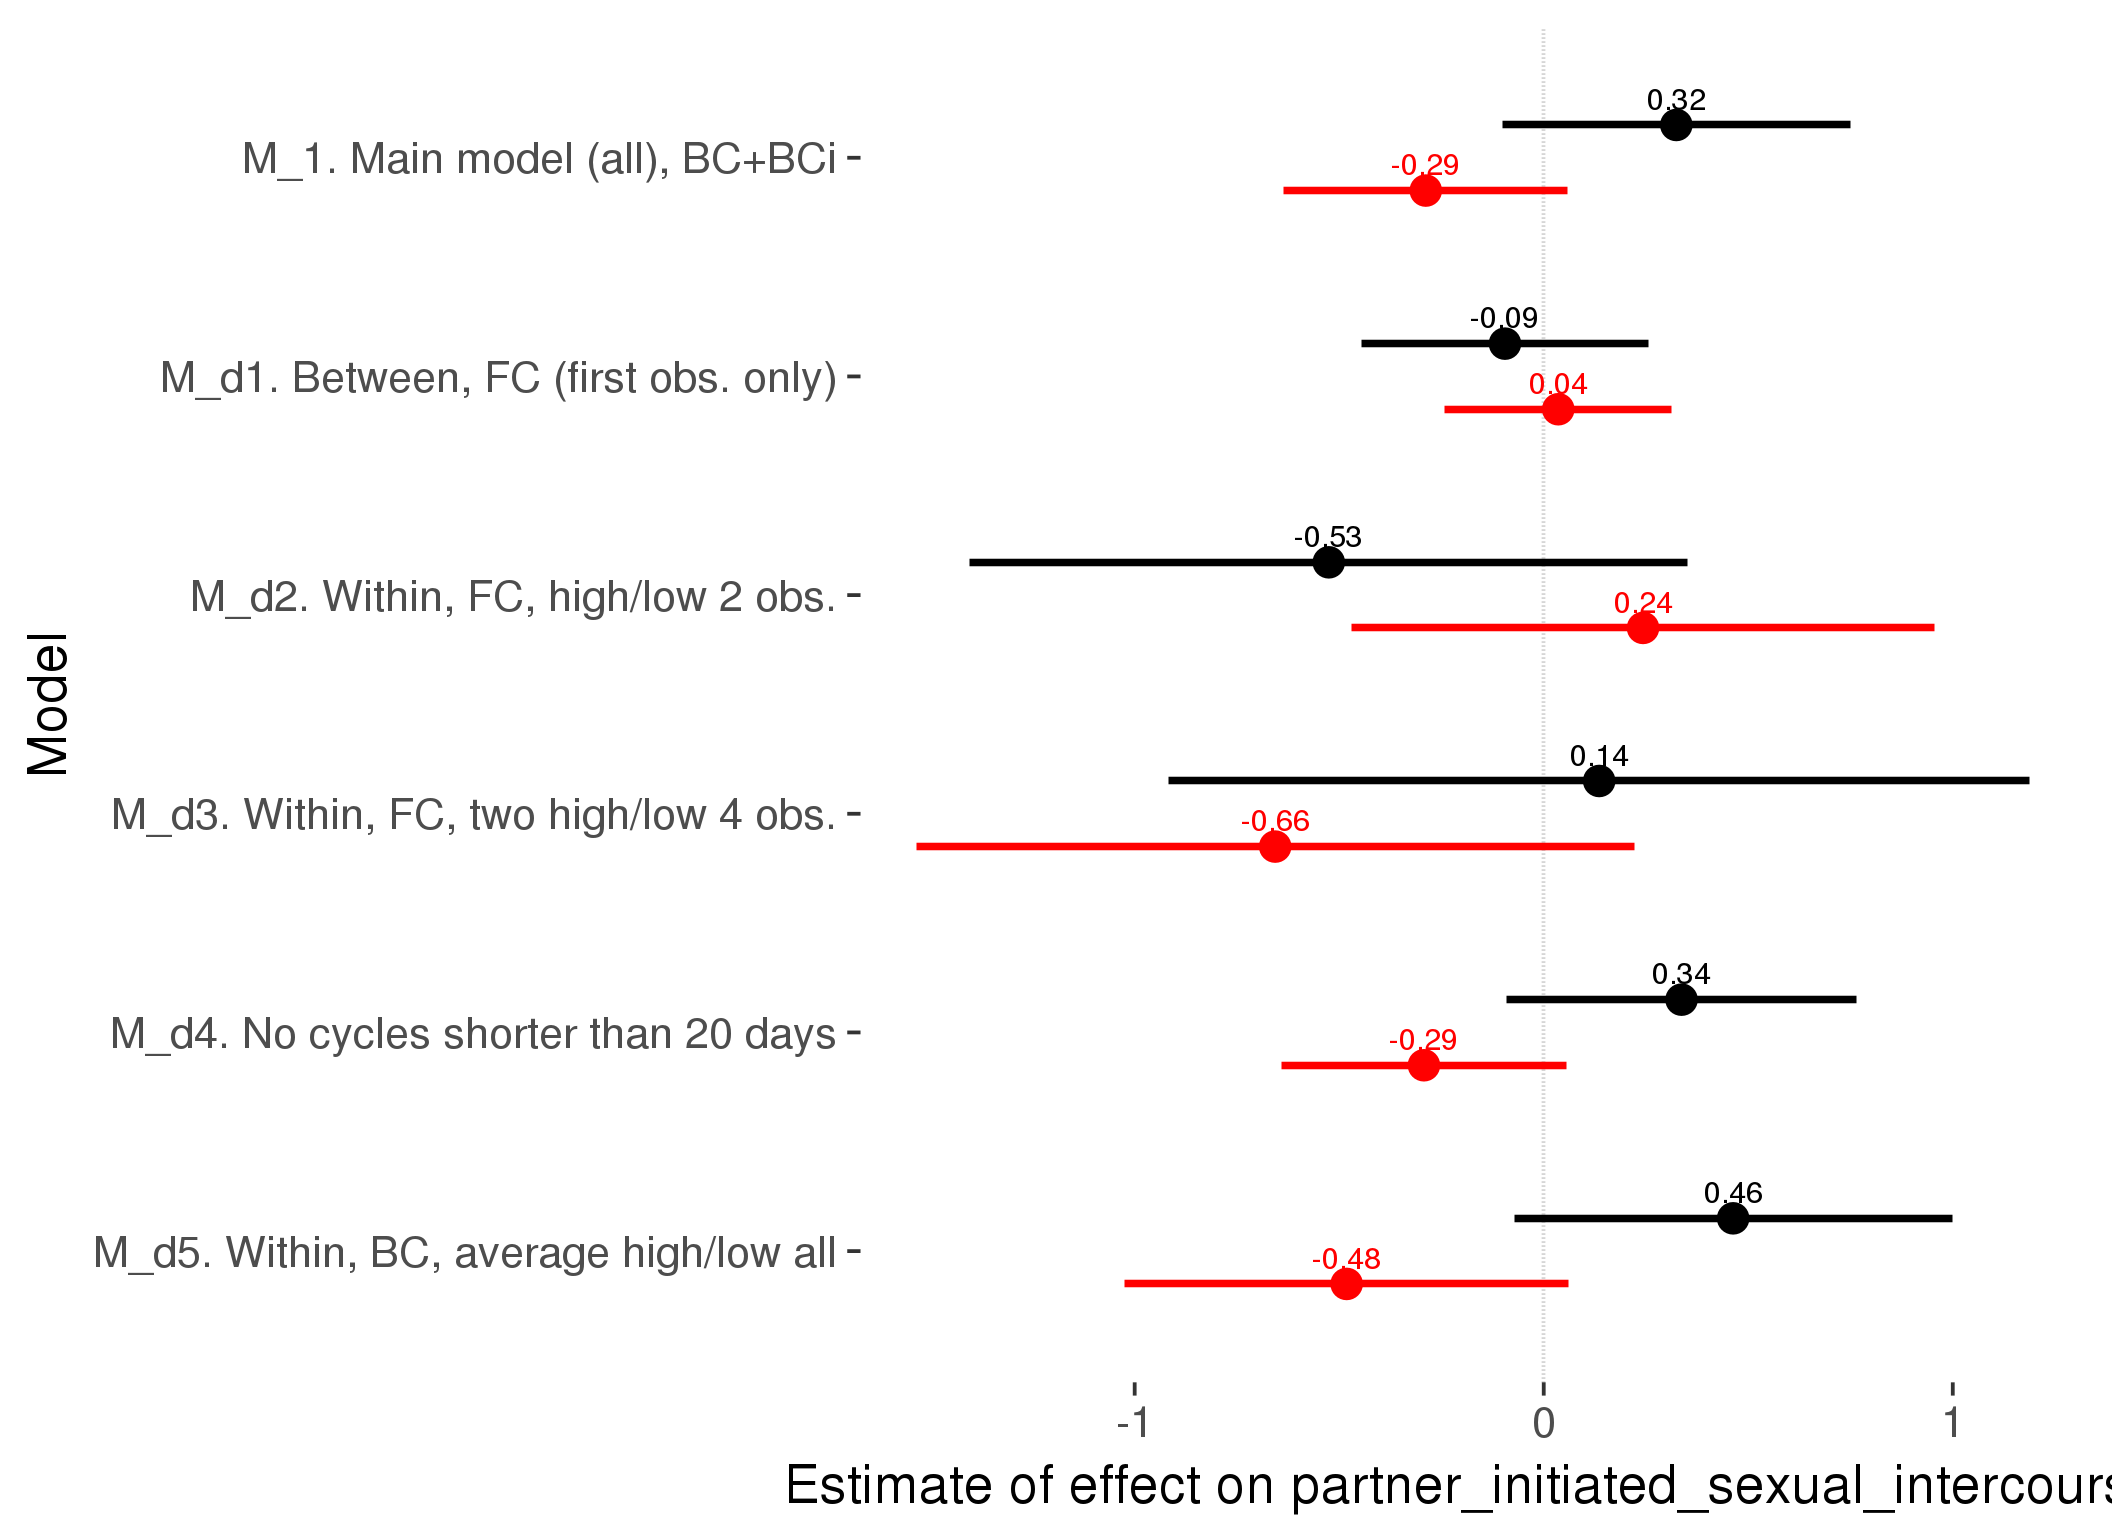 0.32
M_1. Main model (all), BC+BCi
-0.29
-0.09
M_d1. Between, FC (first obs. only)
0.04
-0.53
M_d2. Within, FC, high/low 2 obs.
0.24
Model
0.14
M_d3. Within, FC, two high/low 4 obs.
-0.66
0.34
M_d4. No cycles shorter than 20 days
-0.29
0.46
M_d5. Within, BC, average high/low all
-0.48
-1 0 1
Estimate of effect on partner_initiated_sexual_intercours